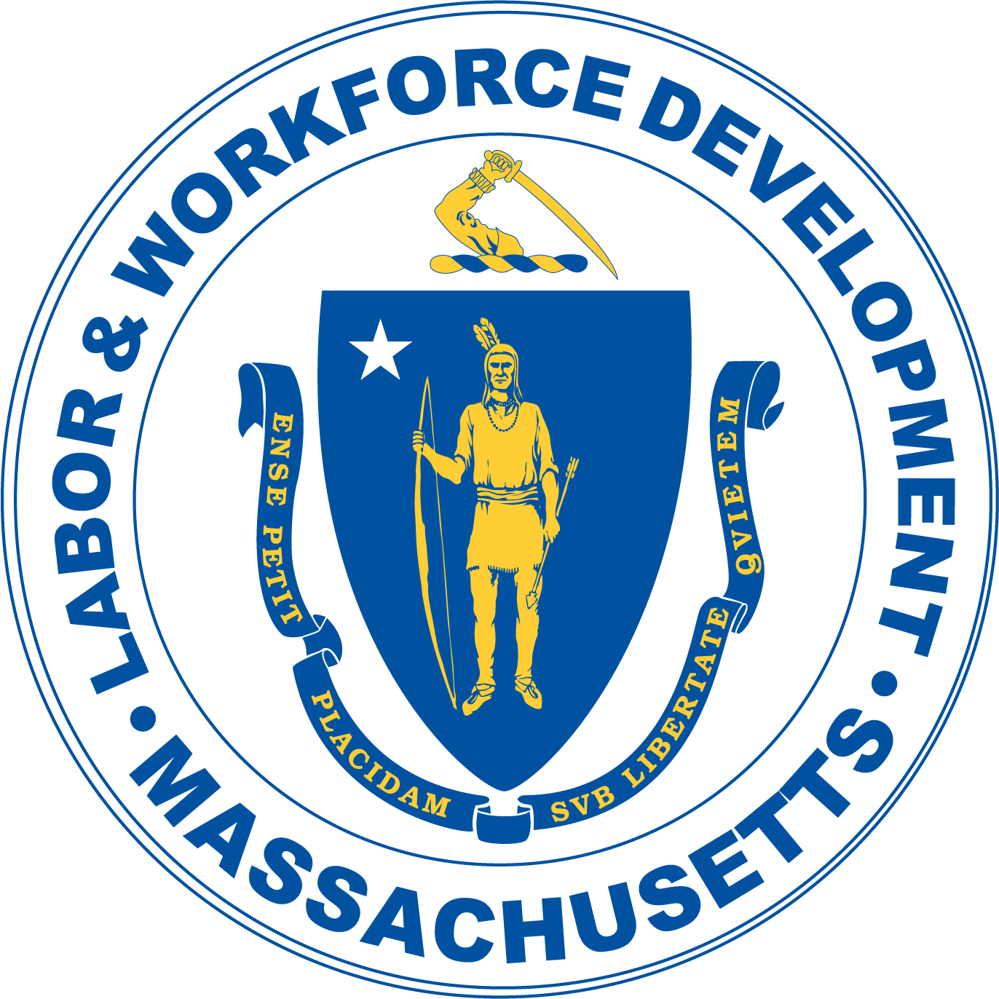 LABOR & WORKFORCE DEVELOPMENT
• MASSACHUSETTS •
ENSE PETIT
PLACIDAM
SVB LIBERTATE
QVIETEM